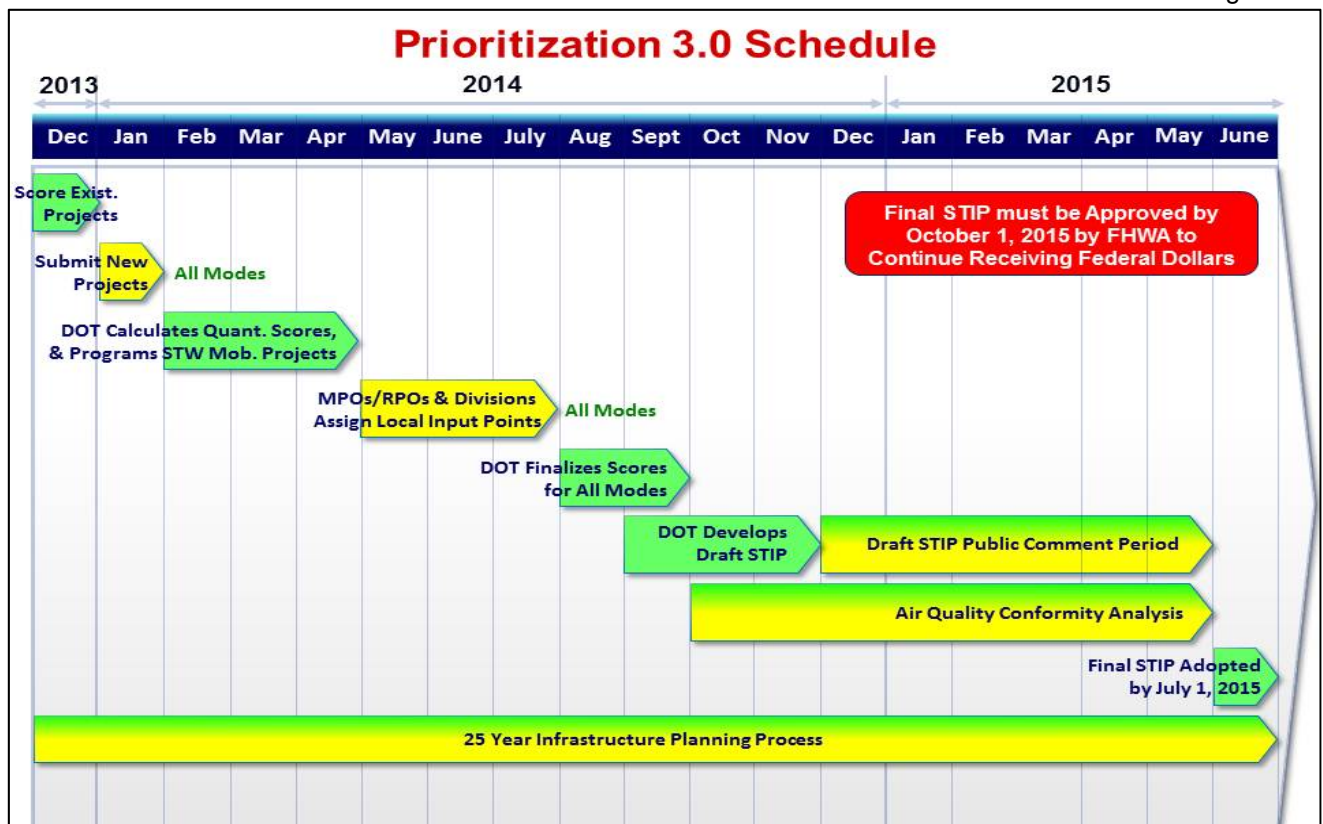 Prioritization 3.0 Schedule
2013 2014 2015
Dec Jan Feb Mar Apr May June July Aug Sept Oct Nov Dec Jan Feb Mar Apr May June
Score Exist.
Projects
Final STIP must be Approved by
October 1, 2015 by FHWA to
Continue Receiving Federal Dollars
Submit New
Projects
All Modes
DOT Calculates Quant. Scores,
& Programs STW Mob. Projects
MPOs/RPOs & Divisions
Assign Local Input Points
All Modes
DOT Finalizes Scores
for All Modes
DOT Develops
Draft STIP
Draft STIP Public Comment Period
Air Quality Conformity Analysis
Final STIP Adopted
by July 1, 2015
25 Year Infrastructure Planning Process